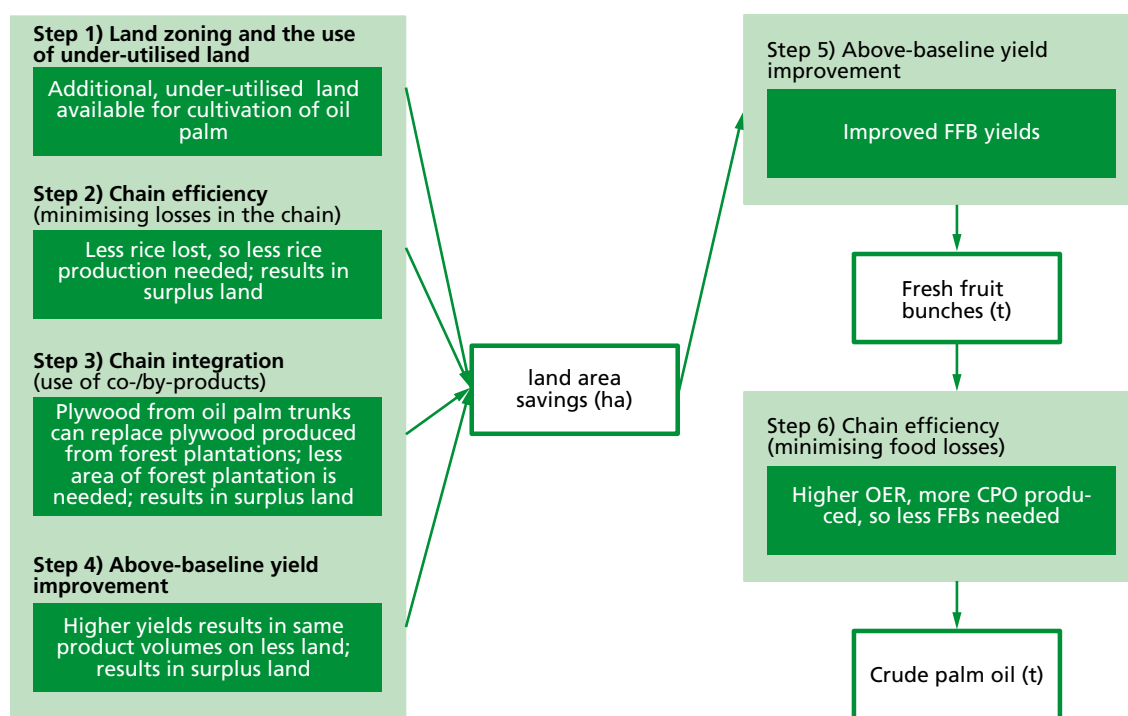 Step 1) Land zoning and the use
of under-utilised land
Additional, under-utilised land
available for cultivation of oil
palm
Step 2) Chain efficiency
(minimising losses in the chain)
Less rice lost, so less rice
production needed; results in
surplus land
Step 3) Chain integration
(use of co-/by-products)
Plywood from oil palm trunks
can replace plywood produced
from forest plantations; less
area of forest plantation is
needed; results in surplus land
Step 4) Above-baseline yield
improvement
Higher yields results in same
product volumes on less land;
results in surplus land
land area
savings (ha)
Step 5) Above-baseline yield
improvement
Improved FFB yields
Fresh fruit
bunches (t)
Step 6) Chain efficiency
(minimising food losses)
Higher OER, more CPO produ-
ced, so less FFBs needed
Crude palm oil (t)